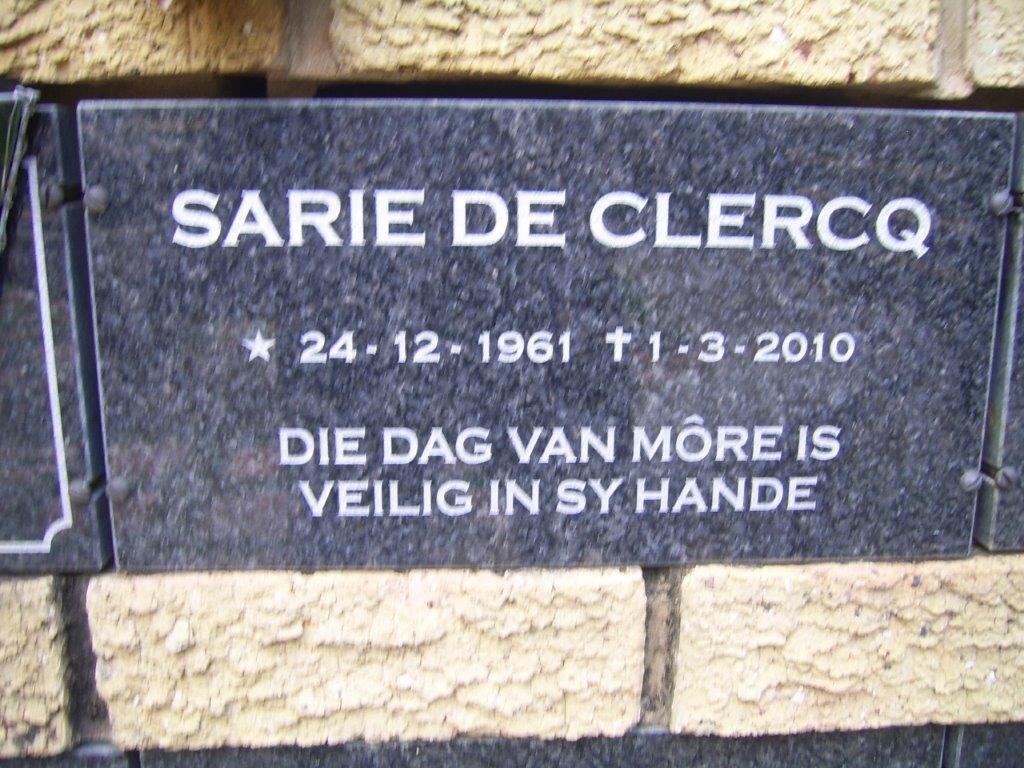 SARIE DE CLERCQ
★ 24 - 12 - 1961 ✝ 1 - 3 - 2010
DIE DAG VAN MÔRE IS
VEILIG IN SY HANDE